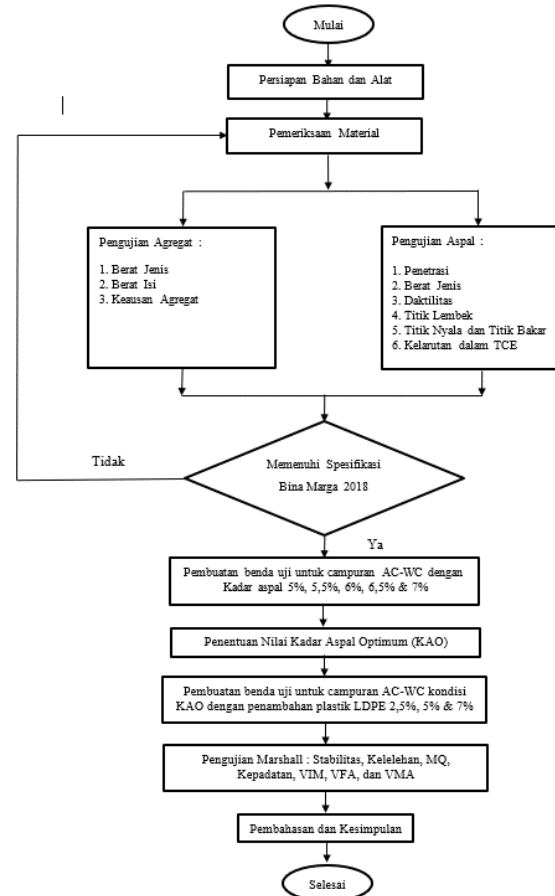 Mulai
Persiapan Bahan dan Alat
Pemeriksaan Material
Pengujian Agregat :
1. Berat Jenis
2. Berat Isi
3. Keausan Agregat
Pengujian Aspal :
1. Penetrasi
2. Berat Jenis
3. Daktilitas
4. Titik Lembek
5. Titik Nyala dan Titik Bakar
6. Kelarutan dalam TCE
Tidak
Memenuhi Spesifikasi
Bina Marga 2018
Ya
Pembuatan benda uji untuk campuran AC-WC dengan
Kadar aspal 5%, 5,5%, 6%, 6,5% & 7%
Penentuan Nilai Kadar Aspal Optimum (KAO)
Pembuatan benda uji untuk campuran AC-WC kondisi
KAO dengan penambahan plastik LDPE 2,5%, 5% & 7%
Pengujian Marshall : Stabilitas, Kelelehan, MQ,
Kepadatan, VIM, VFA, dan VMA
Pembahasan dan Kesimpulan
Selesai